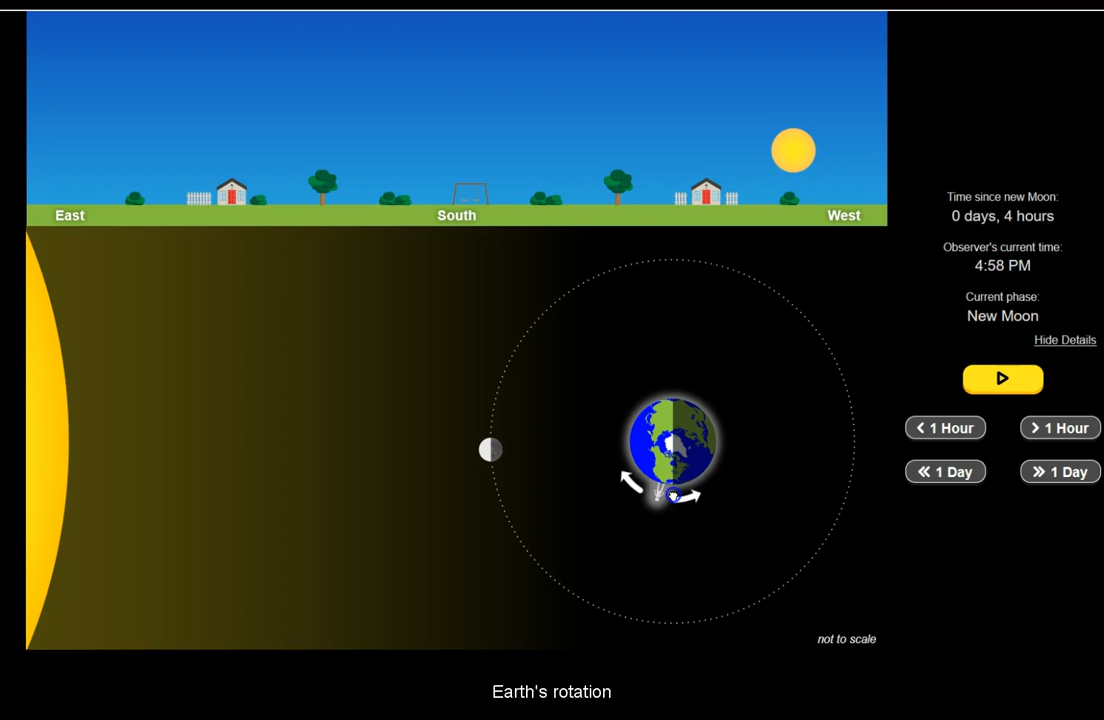 East
South
West
Time since new Moon:
0 days, 4 hours
Observer's current time:
4:58 PM
Current phase:
New Moon
Hide Details
1 Hour
1 Hour
1 Day
1 Day
not to scale
Earth's rotation